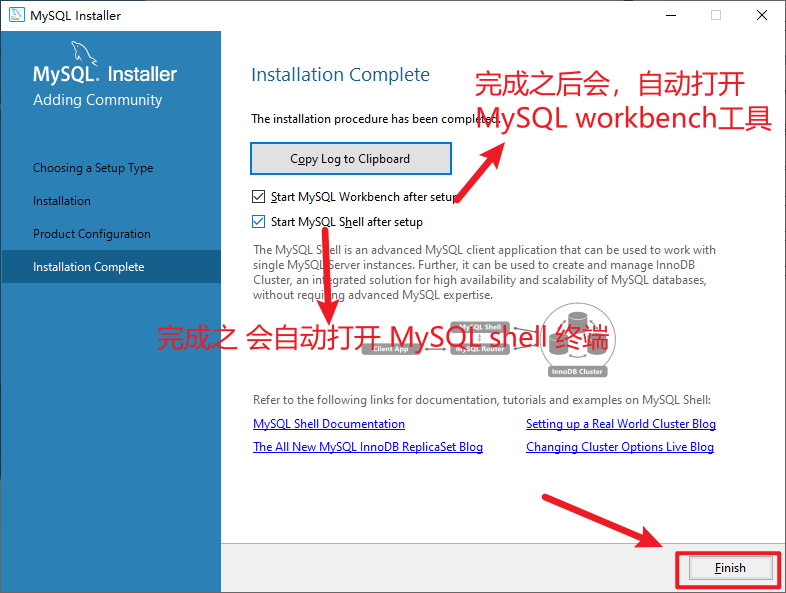 MySQL Installer
MySQL. Installer
Adding Community
Choosing a Setup Type
Installation
Product Configuration
Installation Complete
Installation Complete
完成之后会，自动打开
MySQL workbench工具
The installation procedure has been completed.
Copy Log to Clipboard
Start MySQL Workbench after setup
Start MySQL Shell after setup
The MySQL Shell is an advanced MySQL client application that can be used to work with
single MySQL Server instances. Further, it can be used to create and manage InnoDB
Cluster, an integrated solution for high availability and scalability of MySQL databases,
without requiring advanced MySQL expertise.
完成之 会自动打开 MySQL shell 终端
MySQL Shell
Client App
MySQL Router
InnoDB Cluster
Refer to the following links for documentation, tutorials and examples on MySQL Shell:
MySQL Shell Documentation
Setting up a Real World Cluster Blog
The All New MySQL InnoDB ReplicaSet Blog
Changing Cluster Options Live Blog
Finish